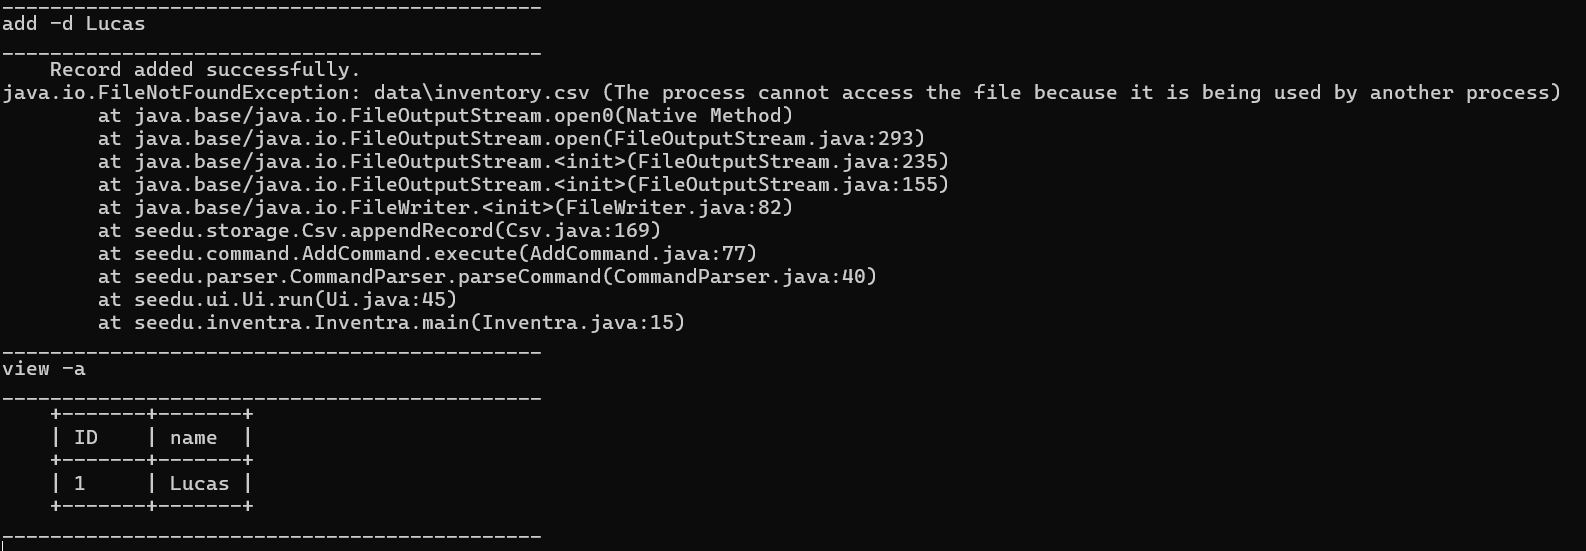 _____________________________________________
add -d Lucas
_____________________________________________
    Record added successfully.
java.io.FileNotFoundException: data\inventory.csv (The process cannot access the file because it is being used by another process)
        at java.base/java.io.FileOutputStream.open0(Native Method)
        at java.base/java.io.FileOutputStream.open(FileOutputStream.java:293)
        at java.base/java.io.FileOutputStream.<init>(FileOutputStream.java:235)
        at java.base/java.io.FileOutputStream.<init>(FileOutputStream.java:155)
        at java.base/java.io.FileWriter.<init>(FileWriter.java:82)
        at seedu.storage.Csv.appendRecord(Csv.java:169)
        at seedu.command.AddCommand.execute(AddCommand.java:77)
        at seedu.parser.CommandParser.parseCommand(CommandParser.java:40)
        at seedu.ui.Ui.run(Ui.java:45)
        at seedu.inventra.Inventra.main(Inventra.java:15)
_____________________________________________
view -a
_____________________________________________
    +-------+-------+
    | ID    | name  |
    +-------+-------+
    | 1     | Lucas |
    +-------+-------+
_____________________________________________